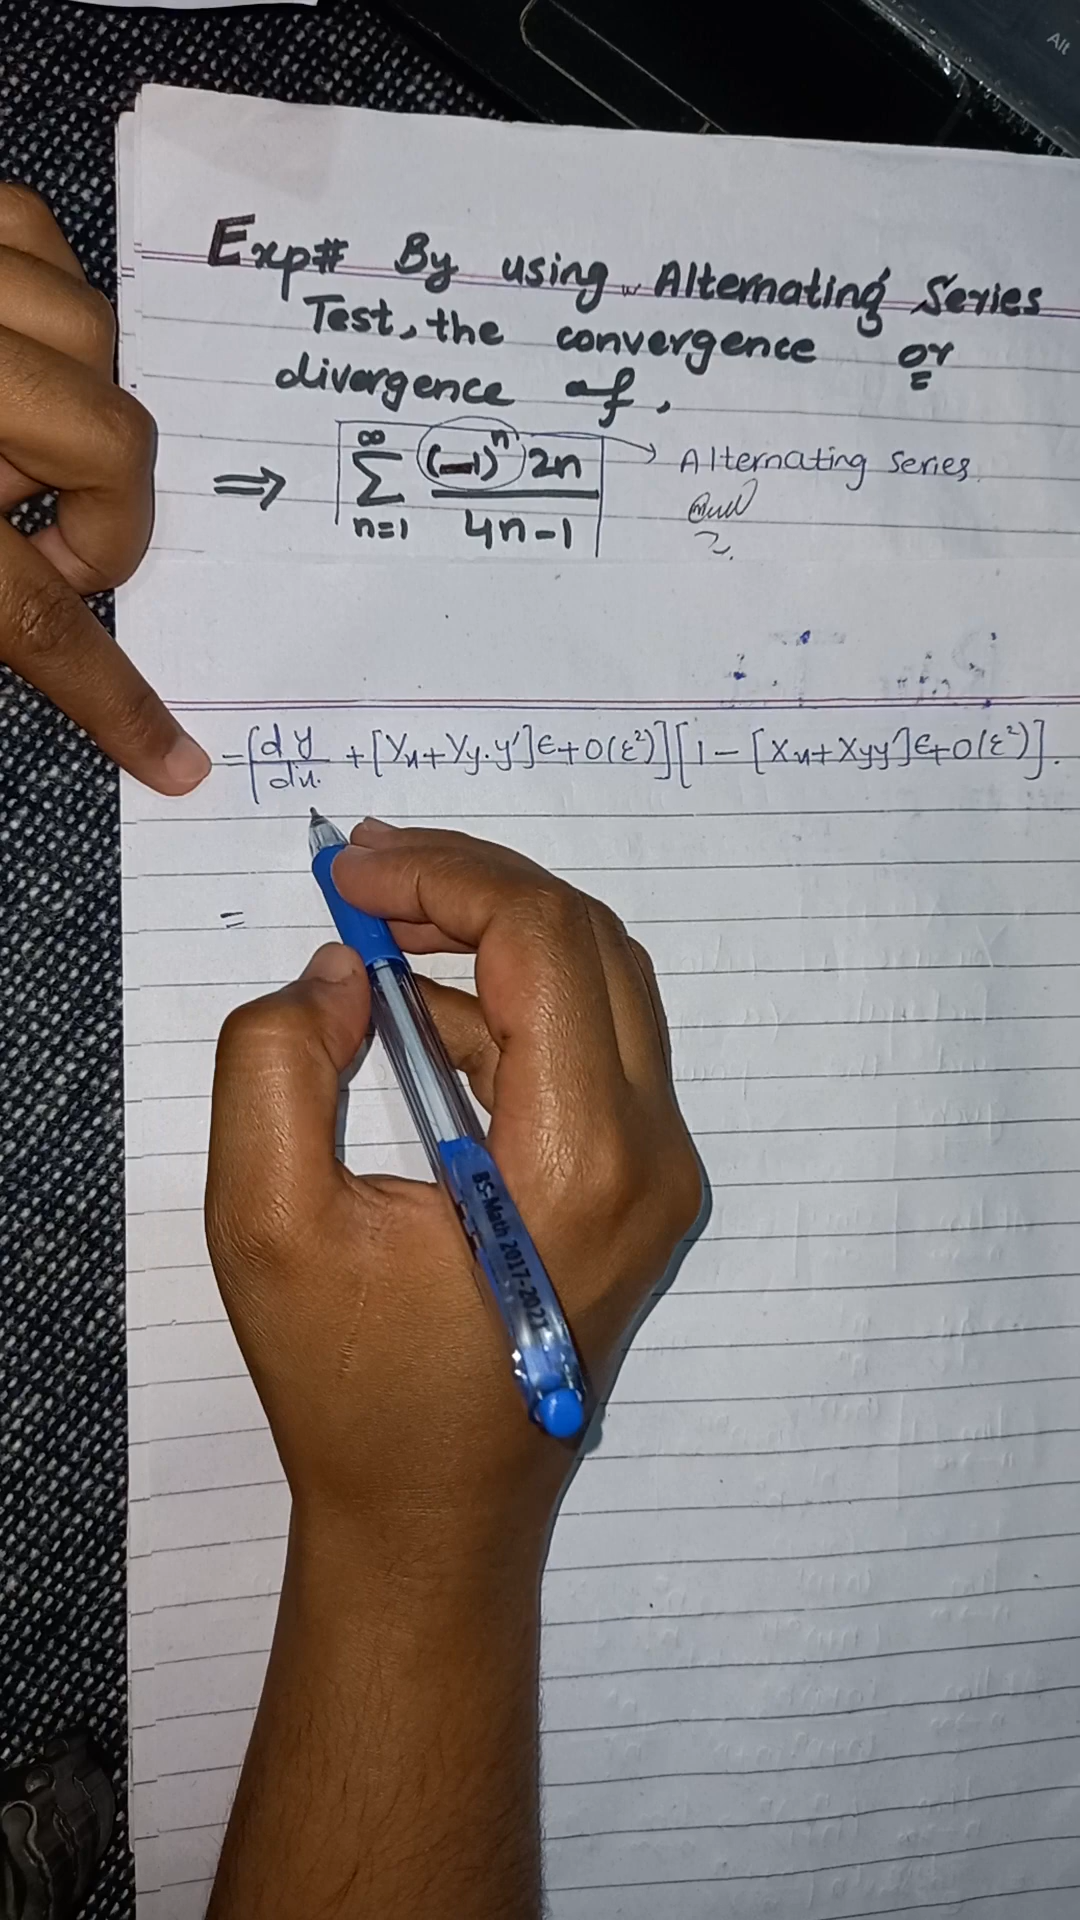 Exp# By using Alternating Series
Test, the convergence or
divergence of,
⇒ ∞ Σ n=1 (-1)^n 2n / 4n-1 → Alternating Series
= [dy/dx + [Yx+Yy.y']ϵ+O(ε²)][1-[Xx+Xyy']ϵ+O(ε²)].
=
BS-Math 2017-2021
Alt